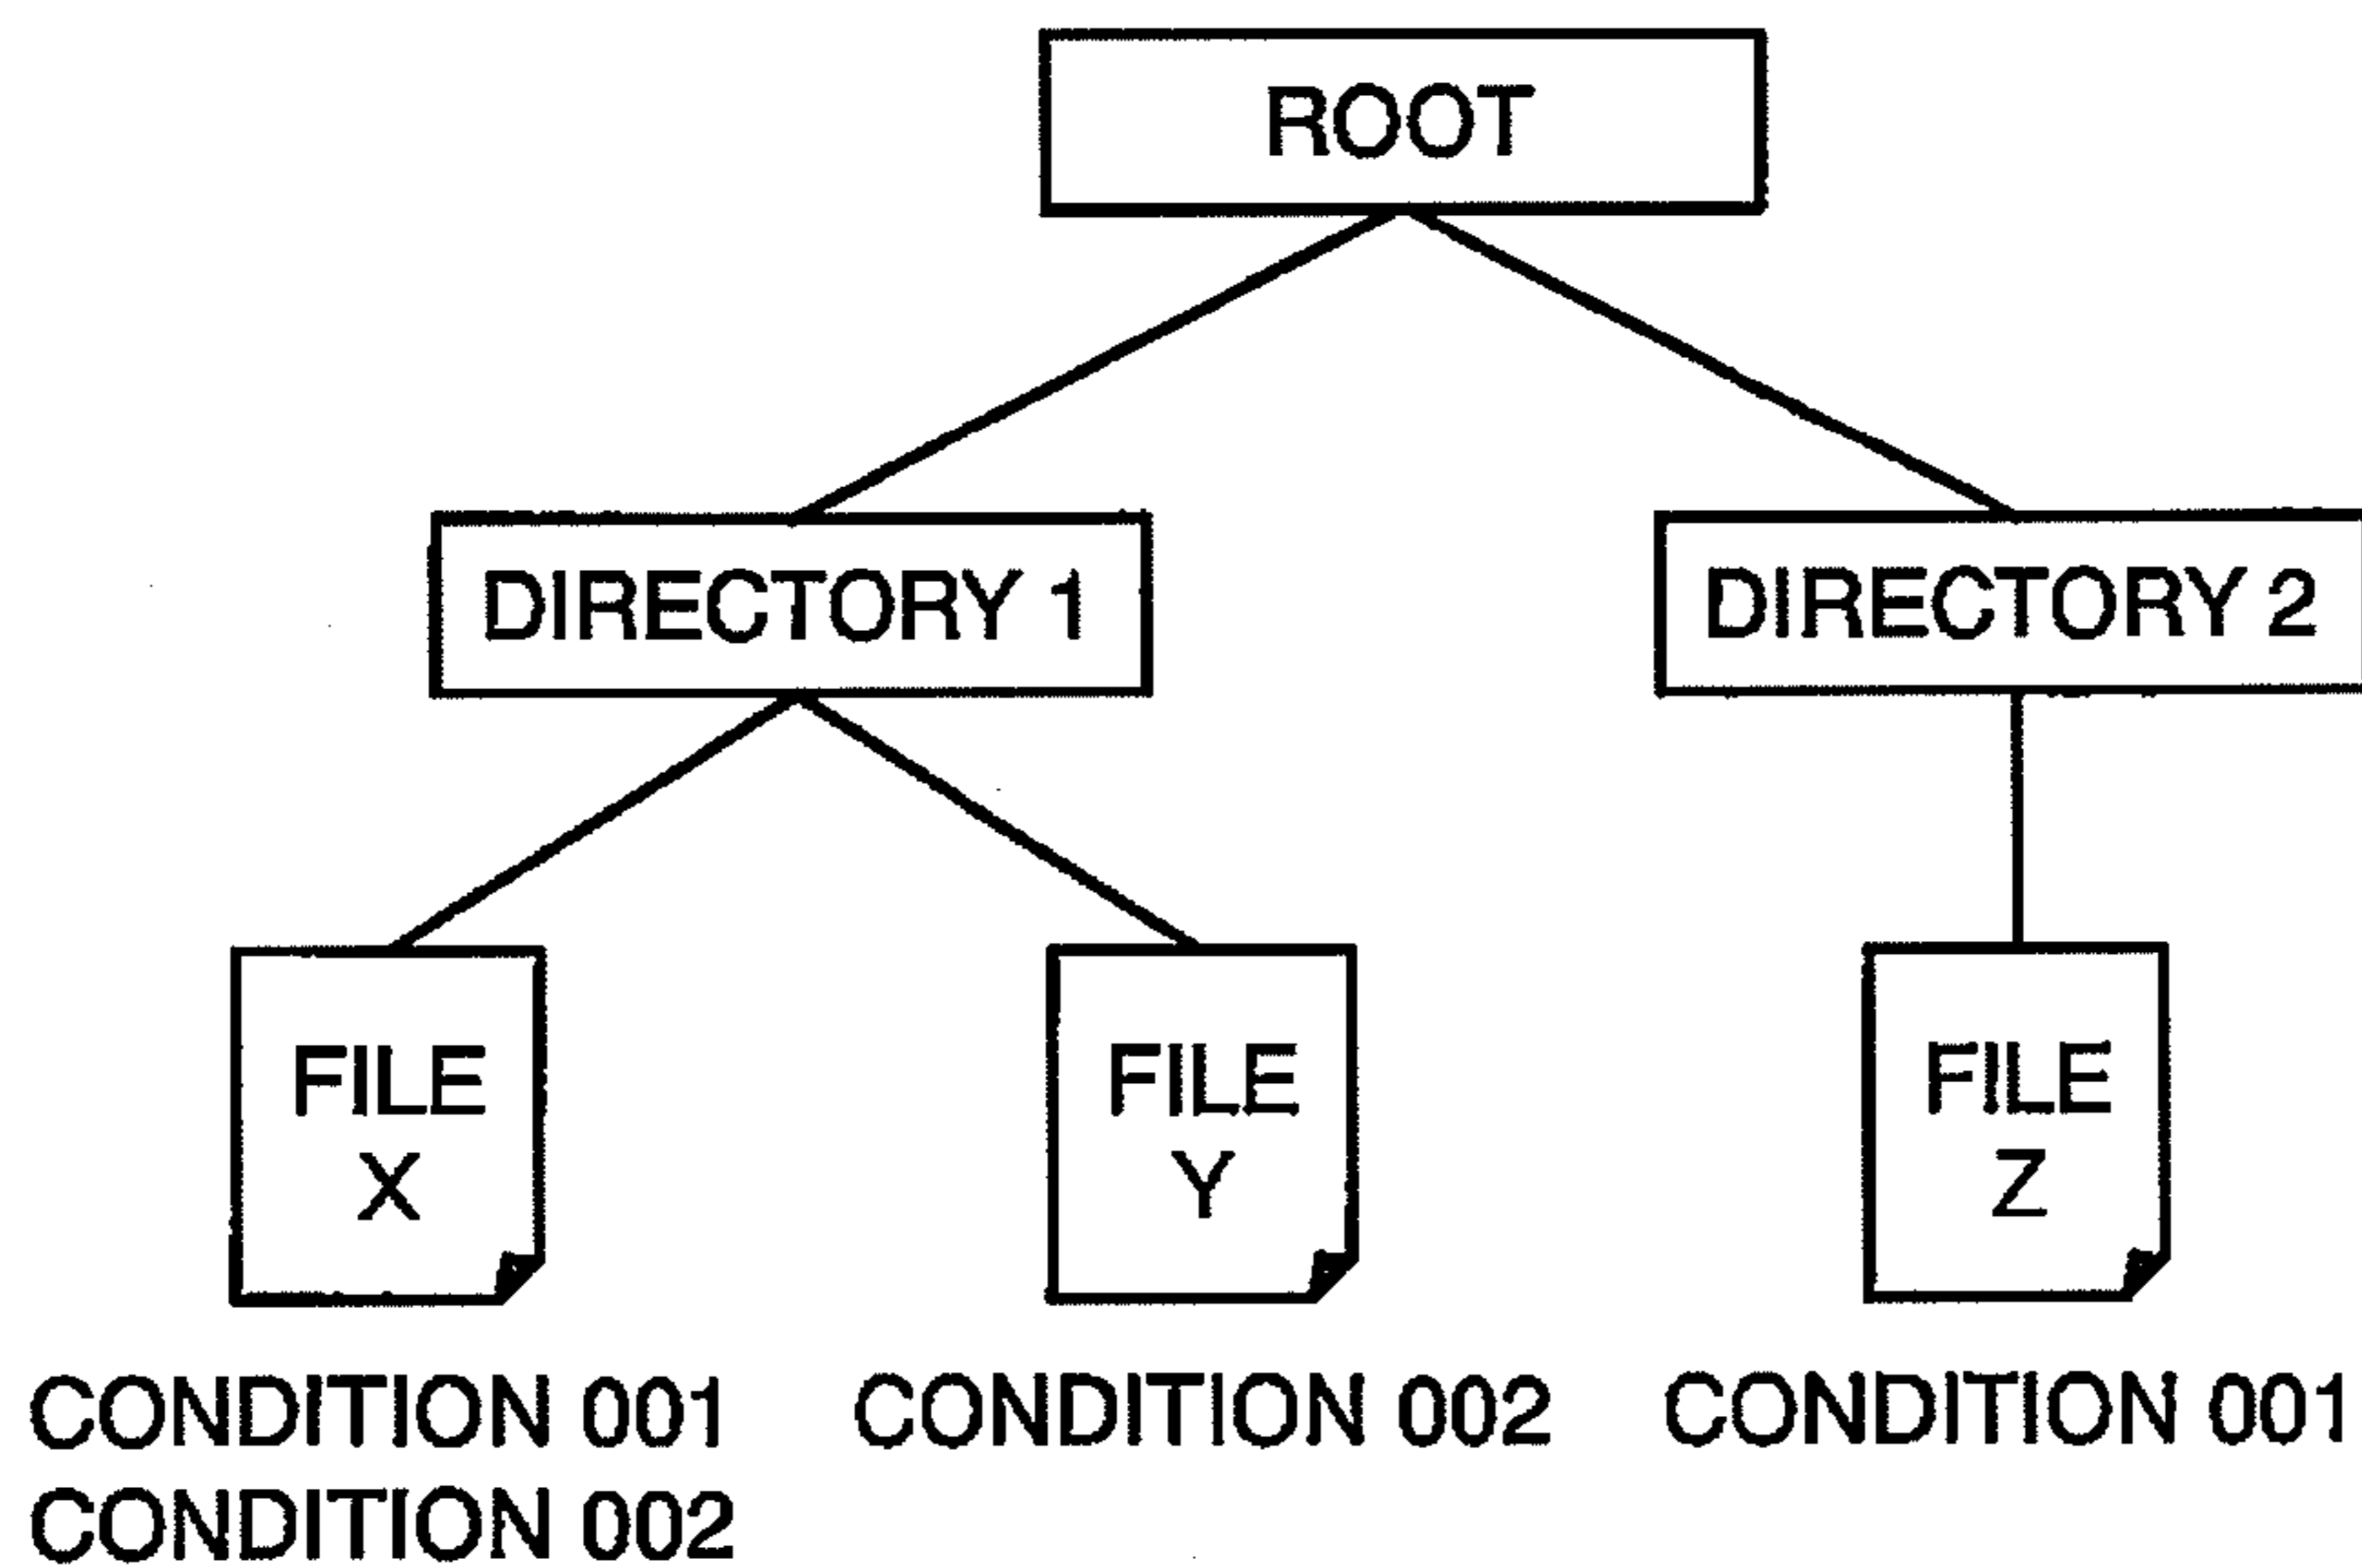 ROOT
DIRECTORY 1
DIRECTORY 2
FILE
X
FILE
Y
FILE
Z
CONDITION 001
CONDITION 002
CONDITION 002
CONDITION 001